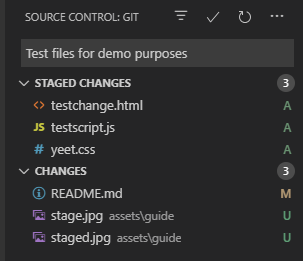 SOURCE CONTROL: GIT
Test files for demo purposes
STAGED CHANGES 3
testchange.html A
JS testscript.js A
yeet.css A
CHANGES 3
README.md M
stage.jpg assets\guide U
staged.jpg assets\guide U